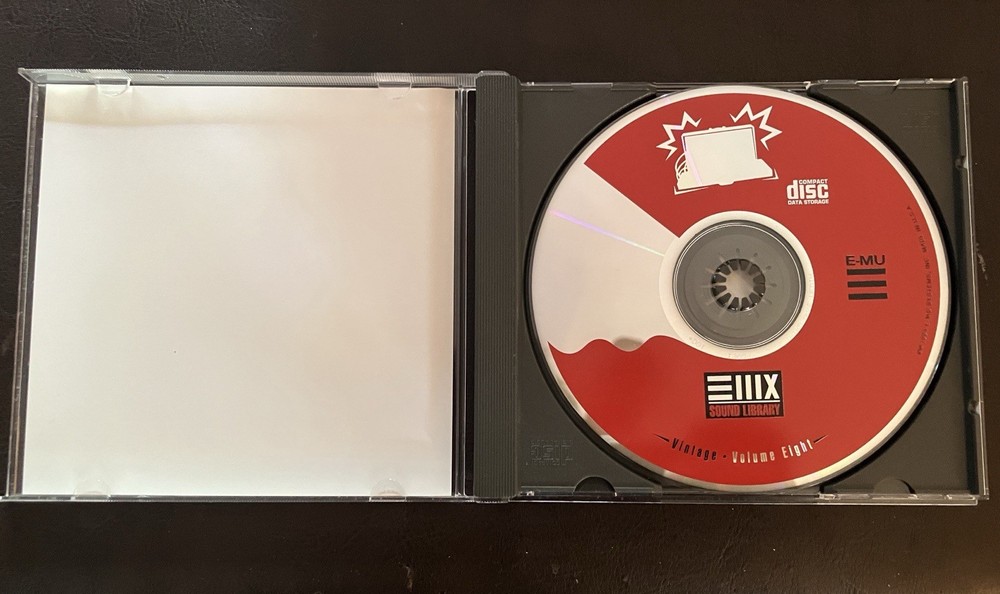 COMPACT
disc
DATA STORAGE
E-MU
EIIIX
SOUND LIBRARY
Vintage - Volume Eight